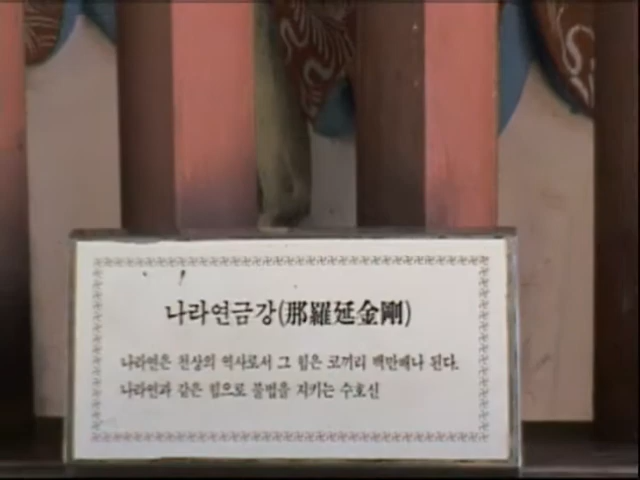 나라연금강(那羅延金剛)
나라연은 천상의 역사로서 그 힘은 코끼리 백만배나 된다.
나라연과 같은 힘으로 불법을 지키는 수호신